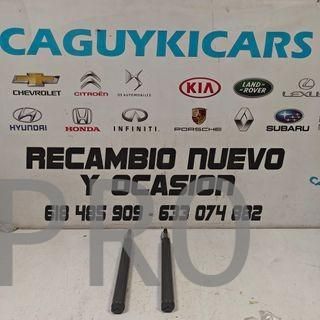 CAGUYKICARS
CHEVROLET CITROËN DS AUTOMOBILES KIA LAND- ROVER LEXUS
HYUNDAI HONDA INFINITI PORSCHE SUBARU
RECAMBIO NUEVO
Y OCASION
618 485 909 - 633 074 882
PRO